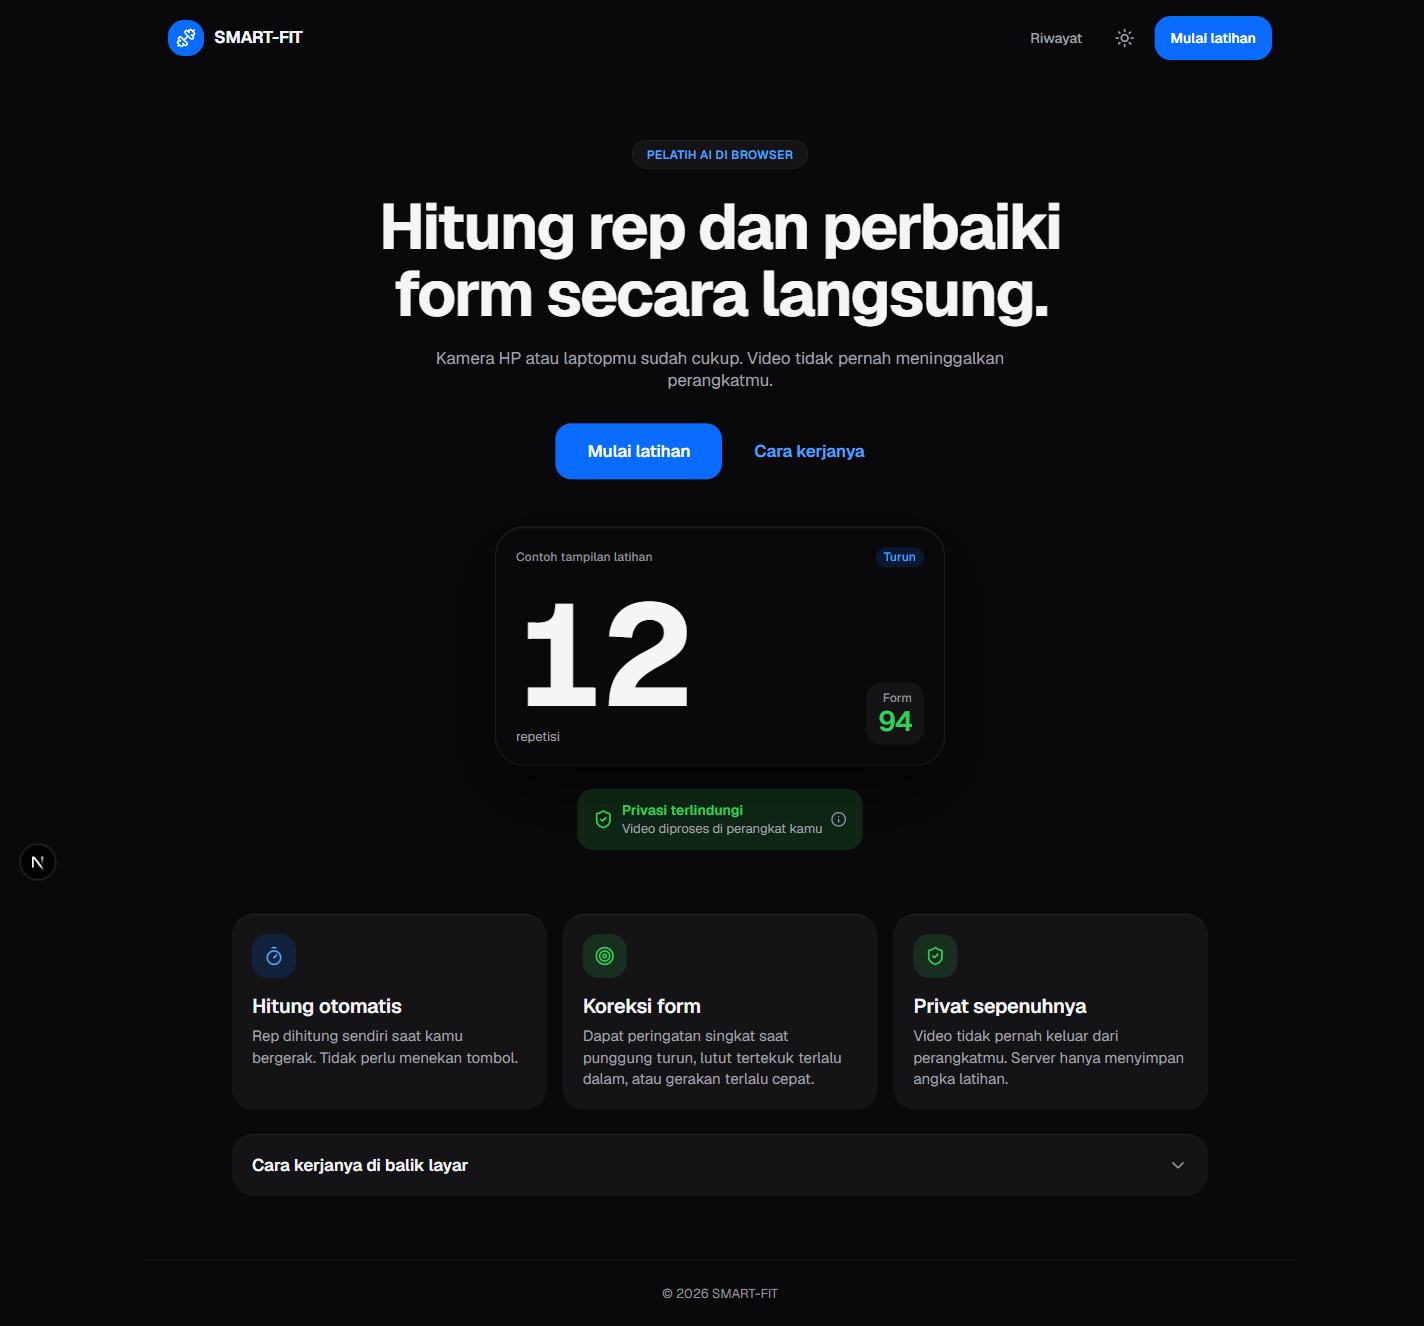 SMART-FIT
Riwayat
Mulai latihan
PELATIH AI DI BROWSER
Hitung rep dan perbaiki
form secara langsung.
Kamera HP atau laptopmu sudah cukup. Video tidak pernah meninggalkan
perangkatmu.
Mulai latihan
Cara kerjanya
Contoh tampilan latihan
Turun
12
repetisi
Form
94
Privasi terlindungi
Video diproses di perangkat kamu
N
Hitung otomatis
Rep dihitung sendiri saat kamu
bergerak. Tidak perlu menekan tombol.
Koreksi form
Dapat peringatan singkat saat
punggung turun, lutut tertekuk terlalu
dalam, atau gerakan terlalu cepat.
Privat sepenuhnya
Video tidak pernah keluar dari
perangkatmu. Server hanya menyimpan
angka latihan.
Cara kerjanya di balik layar
© 2026 SMART-FIT